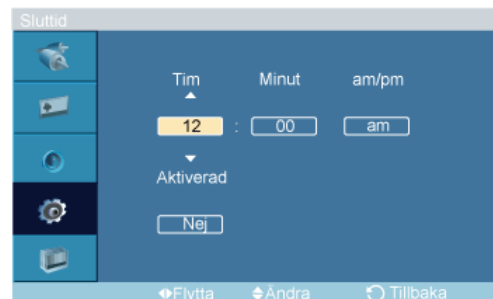 Sluttid
Tim Minut am/pm
12 : 00 am
Aktiverad
Nej
Flytta Ändra Tillbaka